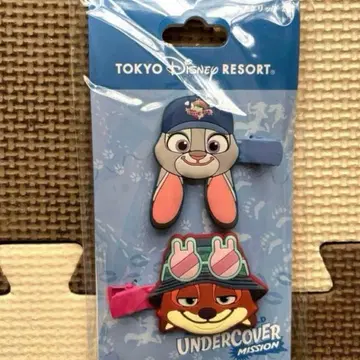 TOKYO Disney RESORT®
UNDERCOVER
MISSION